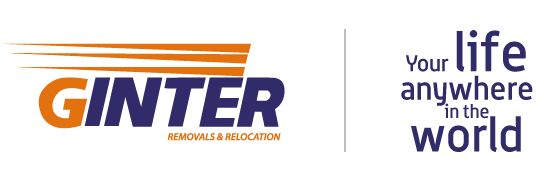 GINTER
REMOVALS & RELOCATION
Your life
anywhere
in the
world